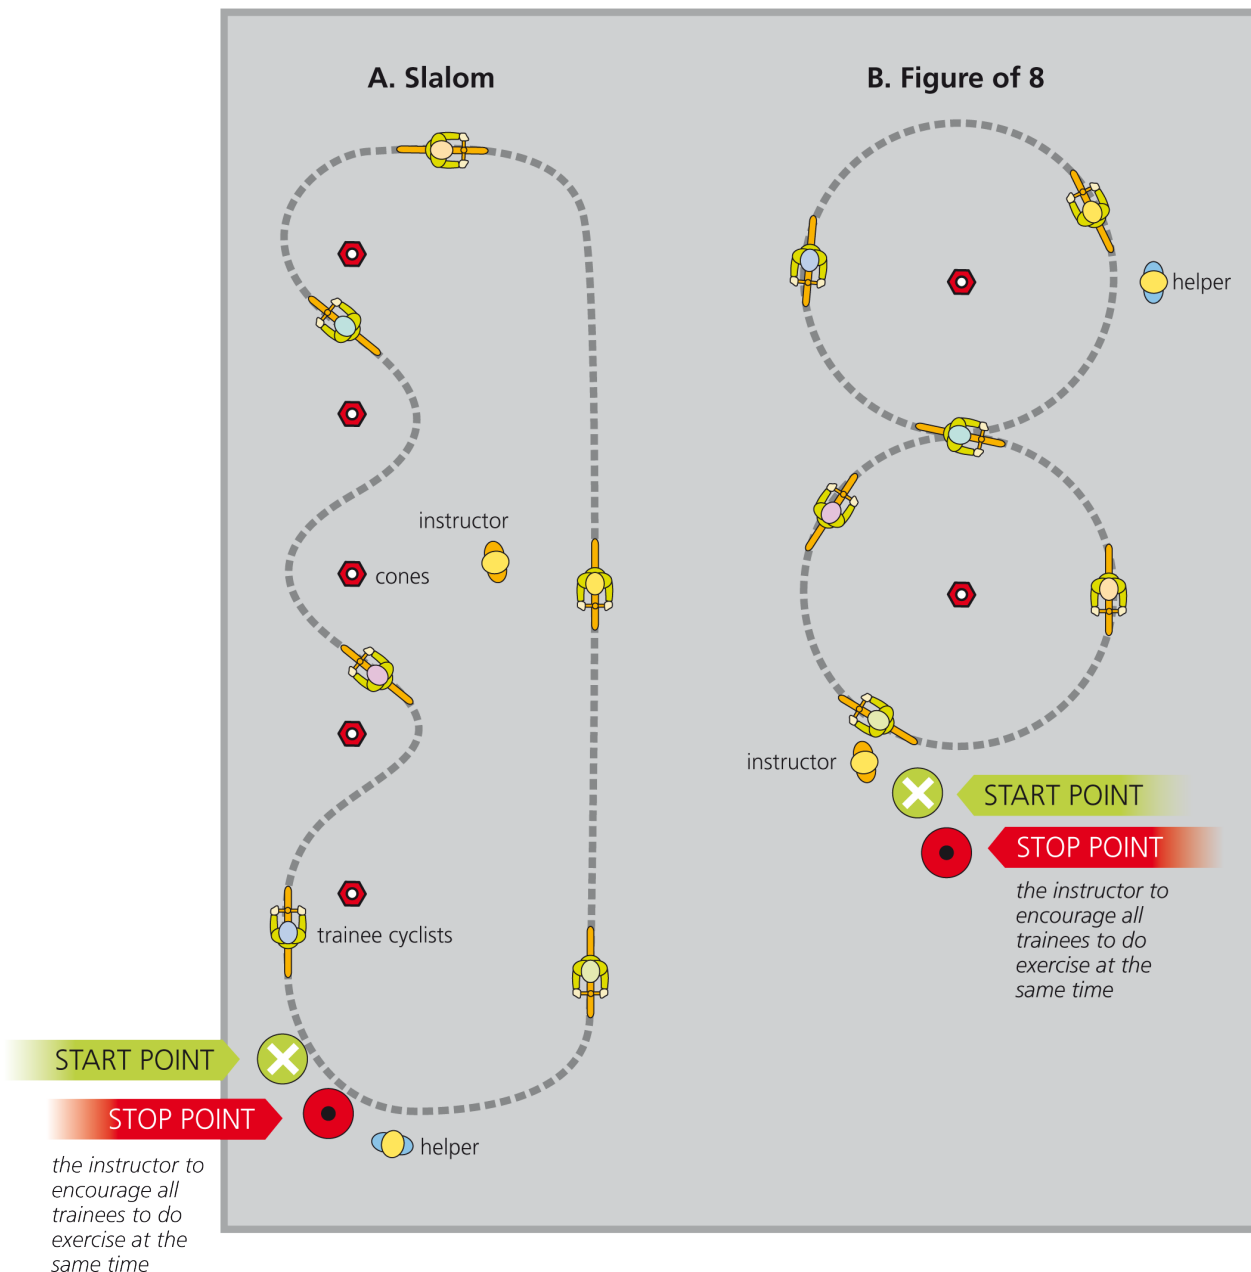 A. Slalom
instructor
cones
trainee cyclists
START POINT
STOP POINT
the instructor to
encourage all
trainees to do
exercise at the
same time
helper
B. Figure of 8
helper
instructor
START POINT
STOP POINT
the instructor to
encourage all
trainees to do
exercise at the
same time